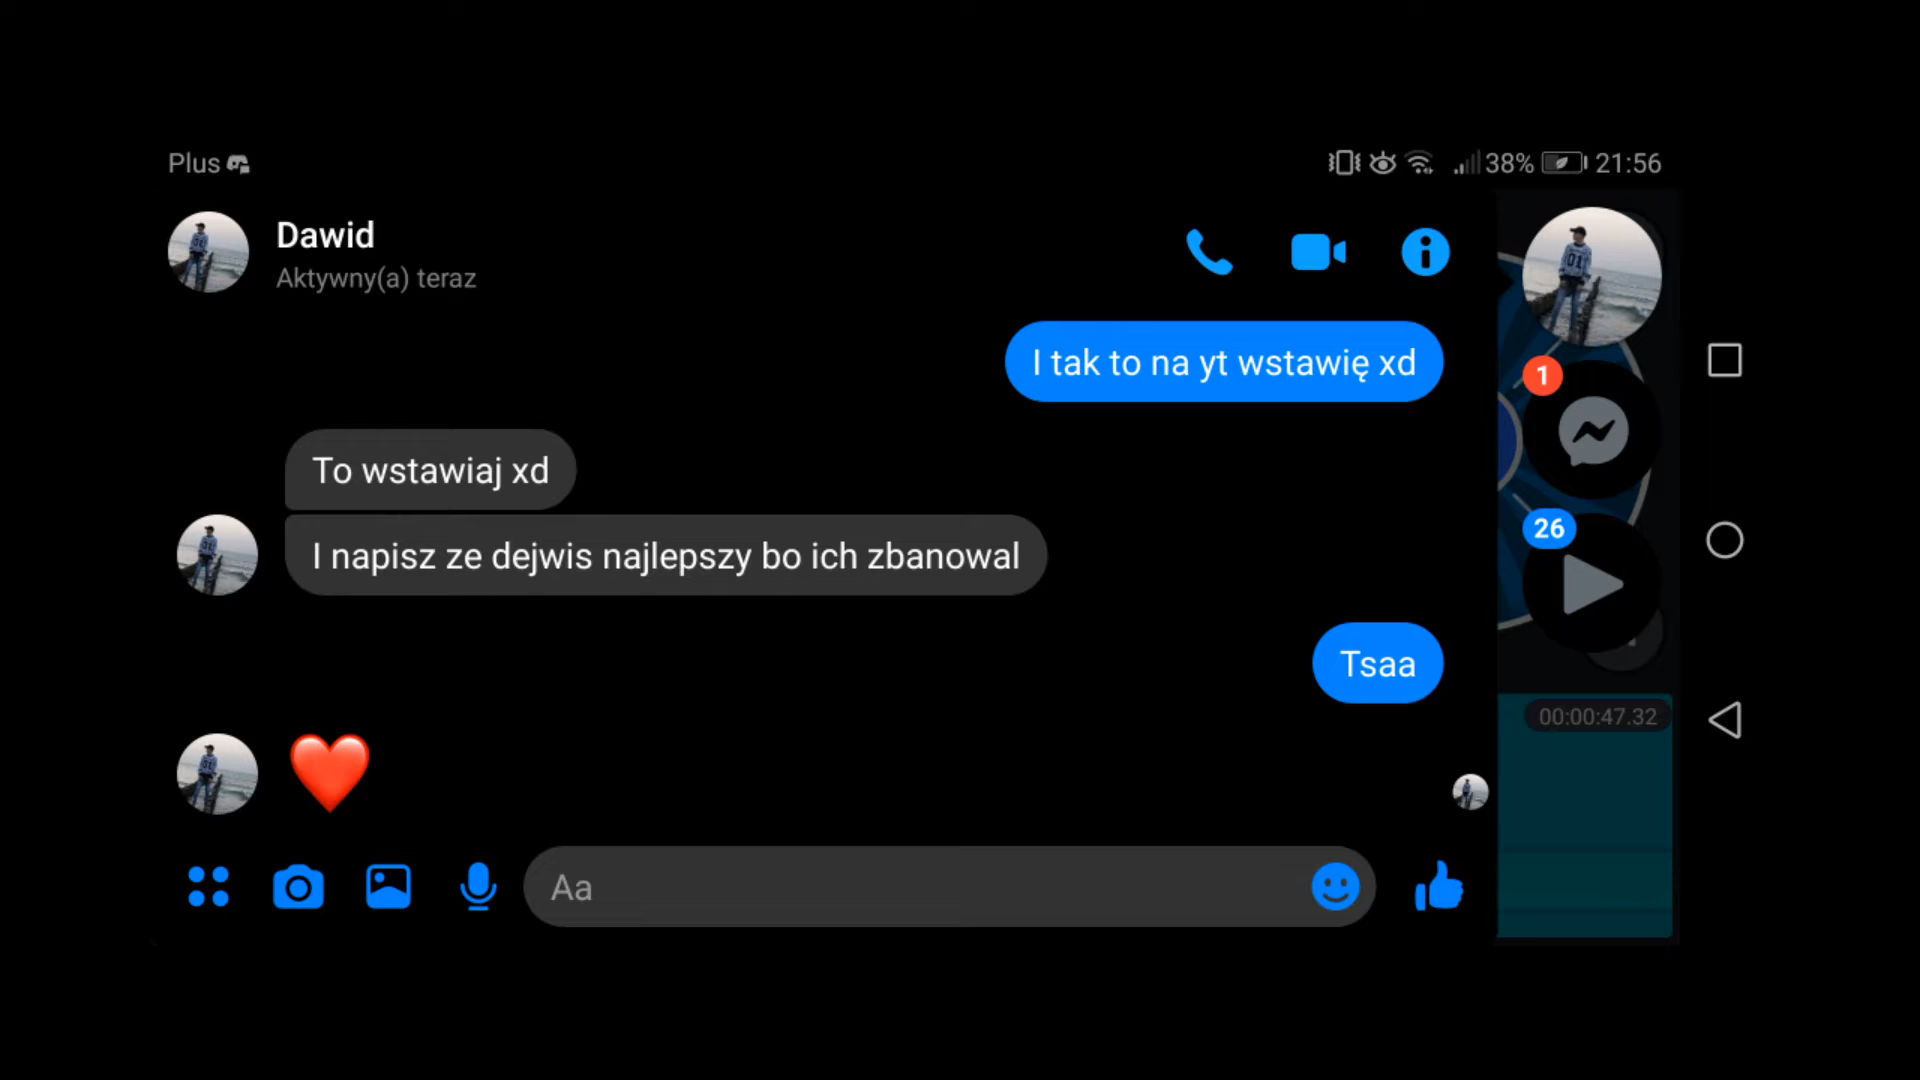 Plus
38% 21:56
Dawid
Aktywny(a) teraz
I tak to na yt wstawię xd
To wstawiaj xd
I napisz ze dejwis najlepszy bo ich zbanowal
Tsaa
Aa
1
26
00:00:47.32